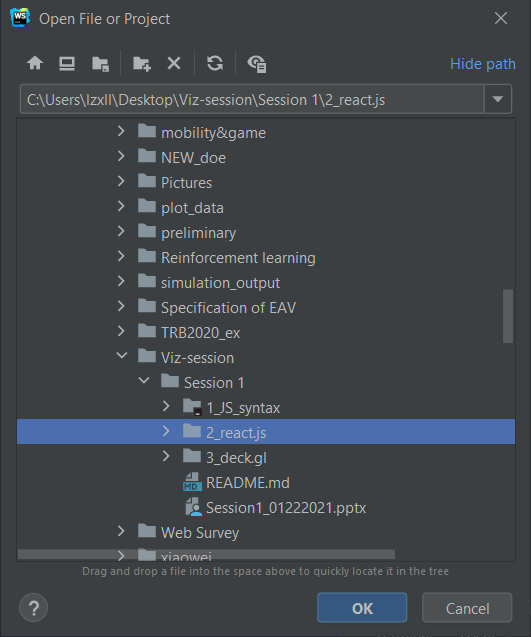 WS
Open File or Project
Hide path
C:\Users\lzxll\Desktop\Viz-session\Session 1\2_react.js
mobility&game
NEW_doe
Pictures
plot_data
preliminary
Reinforcement learning
simulation_output
Specification of EAV
TRB2020_ex
Viz-session
Session 1
1_JS_syntax
2_react.js
3_deck.gl
MD README.md
Session1_01222021.pptx
Web Survey
xiaowei
Drag and drop a file into the space above to quickly locate it in the tree
? OK Cancel